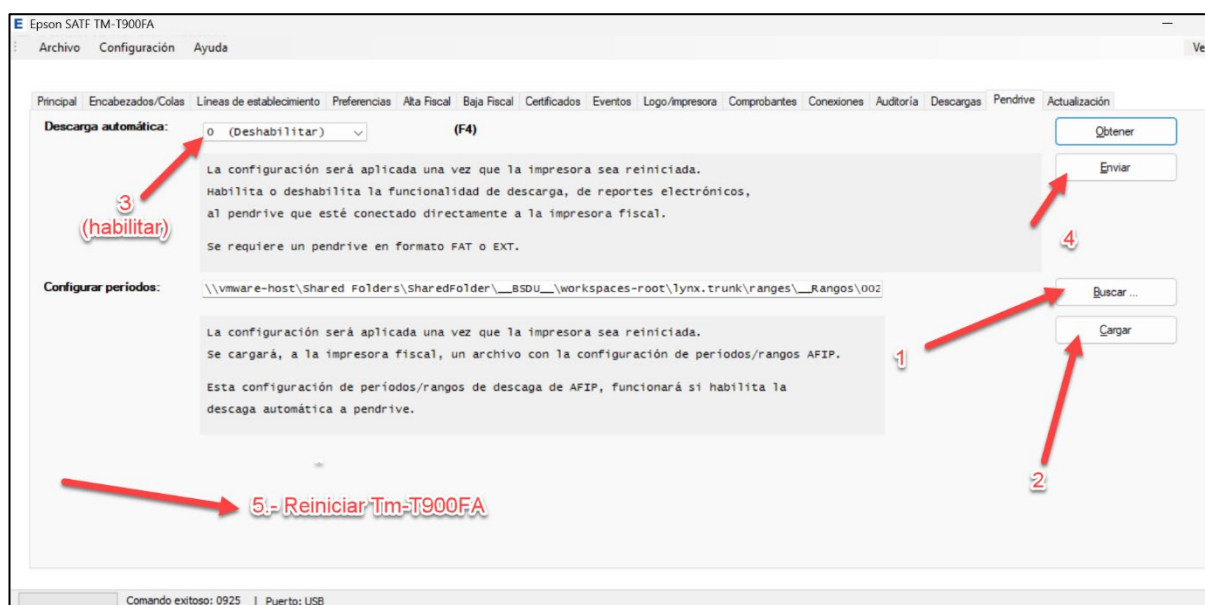 E Epson SATF TM-T900FA
Archivo Configuración Ayuda Ve
Principal Encabezados/Colas Líneas de establecimiento Preferencias Alta Fiscal Baja Fiscal Certificados Eventos Logo/impresora Comprobantes Conexiones Auditoría Descargas Pendrive Actualización
Descarga automática: 0 (Deshabilitar) (F4) Obtener
La configuración será aplicada una vez que la impresora sea reiniciada. Enviar
Habilita o deshabilita la funcionalidad de descarga, de reportes electrónicos,
al pendrive que esté conectado directamente a la impresora fiscal.
3
(habilitar)
4
Se requiere un pendrive en formato FAT o EXT.
Configurar períodos: \\vmware-host\Shared Folders\SharedFolder\__BSDU__\workspaces-root\lynx.trunk\ranges\__Rangos\002 Buscar ...
La configuración será aplicada una vez que la impresora sea reiniciada. Cargar
Se cargará, a la impresora fiscal, un archivo con la configuración de períodos/rangos AFIP.
1
Esta configuración de períodos/rangos de descaga de AFIP, funcionará si habilita la
descaga automática a pendrive.
2
5.- Reiniciar Tm-T900FA
Comando exitoso: 0925 | Puerto: USB